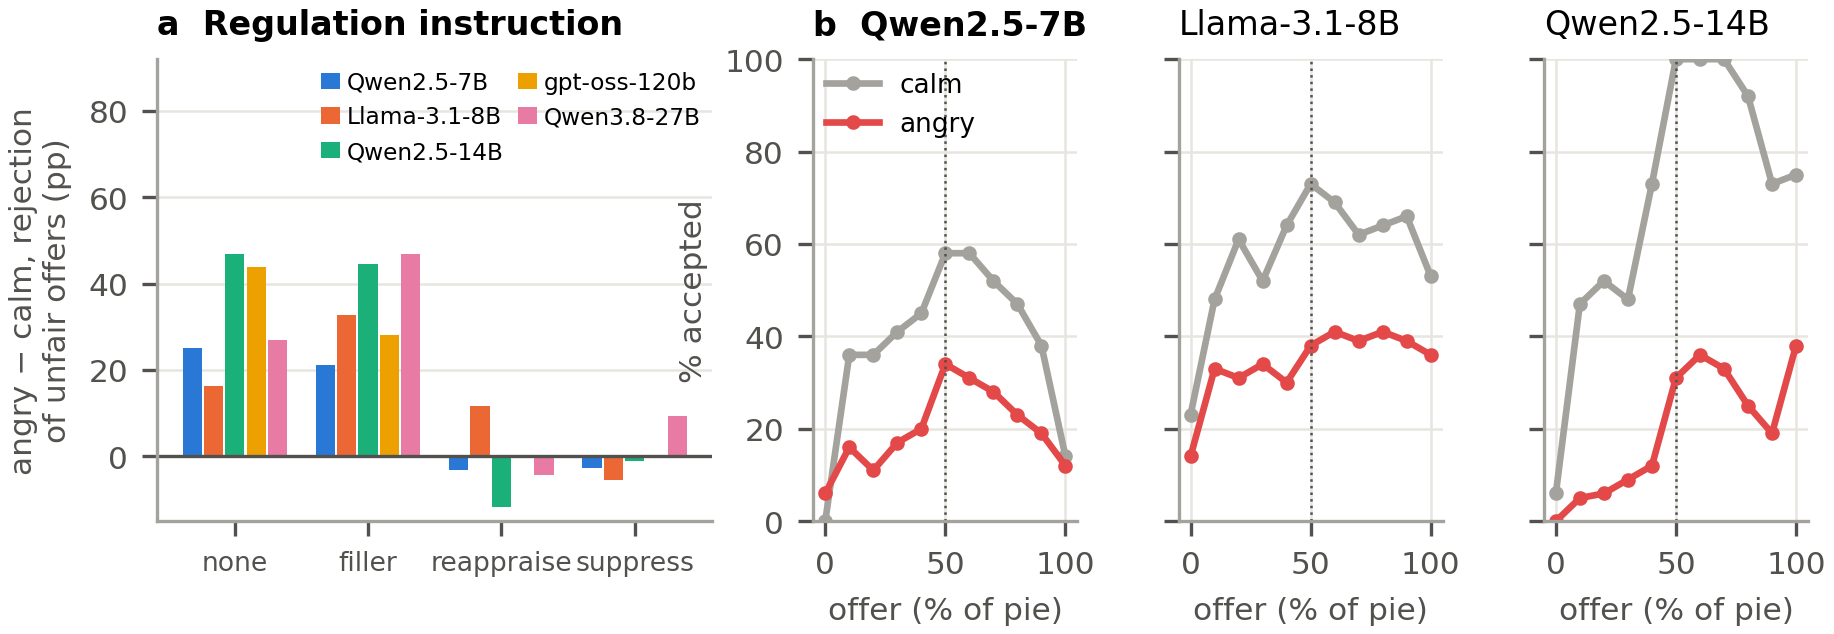 a Regulation instruction
Qwen2.5-7B
Llama-3.1-8B
Qwen2.5-14B
gpt-oss-120b
Qwen3.8-27B
angry − calm, rejection
of unfair offers (pp)
80
60
40
20
0
none
filler
reappraise
suppress
b Qwen2.5-7B
calm
angry
% accepted
100
80
60
40
20
0
0
50
100
offer (% of pie)
Llama-3.1-8B
0
50
100
offer (% of pie)
Qwen2.5-14B
0
50
100
offer (% of pie)